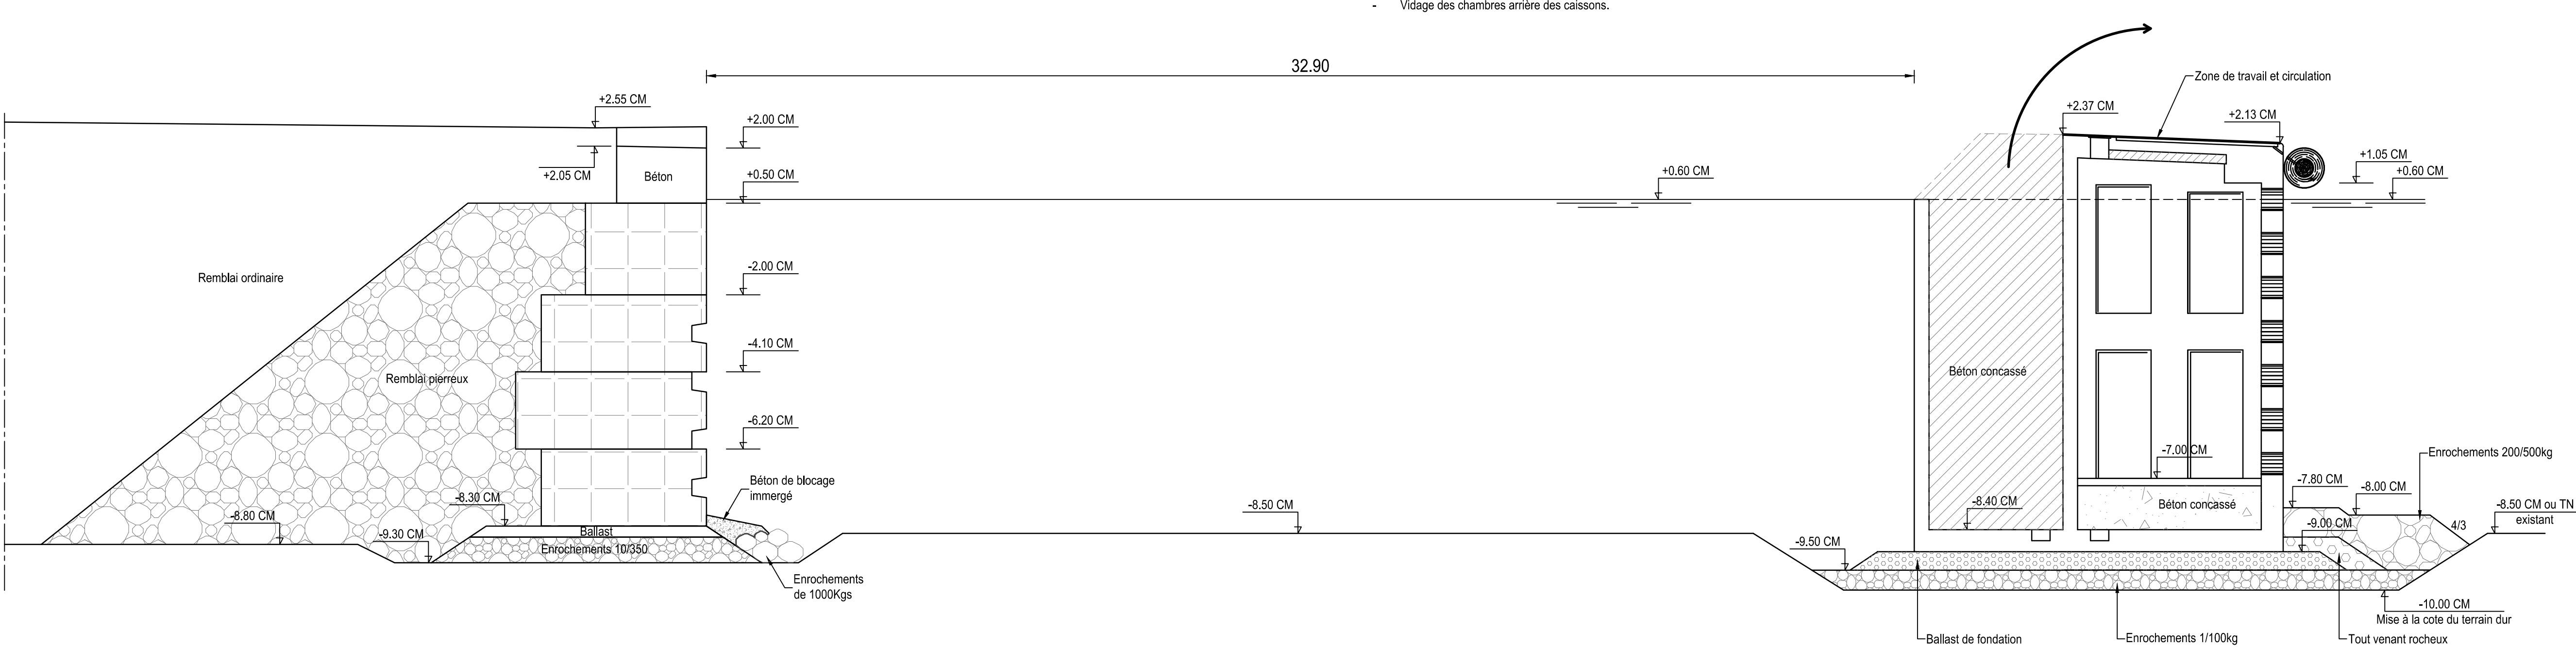 - Vidage des chambres arrière des caissons.
32.90
Zone de travail et circulation
+2.55 CM
+2.00 CM
+2.37 CM
+2.13 CM
+2.05 CM
Béton
+0.50 CM
+0.60 CM
+1.05 CM
+0.60 CM
Remblai ordinaire
-2.00 CM
-4.10 CM
Remblai pierreux
Béton concassé
-6.20 CM
-7.00 CM
Enrochements 200/500kg
Béton de blocage
immergé
-7.80 CM
-8.00 CM
-8.30 CM
-8.40 CM
Béton concassé
-8.50 CM
-8.50 CM ou TN
existant
-8.80 CM
-9.00 CM
4/3
-9.30 CM
Ballast
Enrochements 10/350
-9.50 CM
Enrochements
de 1000Kgs
-10.00 CM
Mise à la cote du terrain dur
Ballast de fondation
Enrochements 1/100kg
Tout venant rocheux